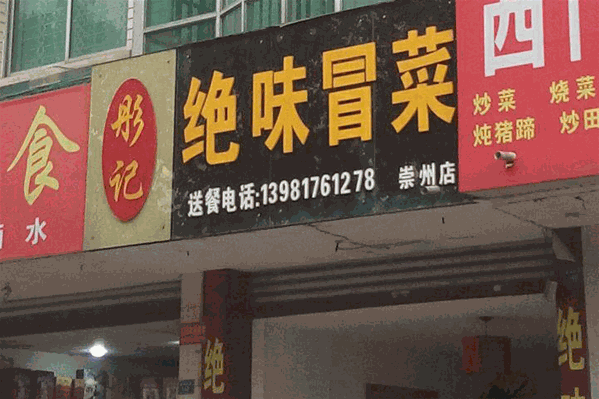 食
水
彤记
绝味冒菜
送餐电话:13981761278 崇州店
四
炒菜 烧菜
炖猪蹄 炒田
绝
绝